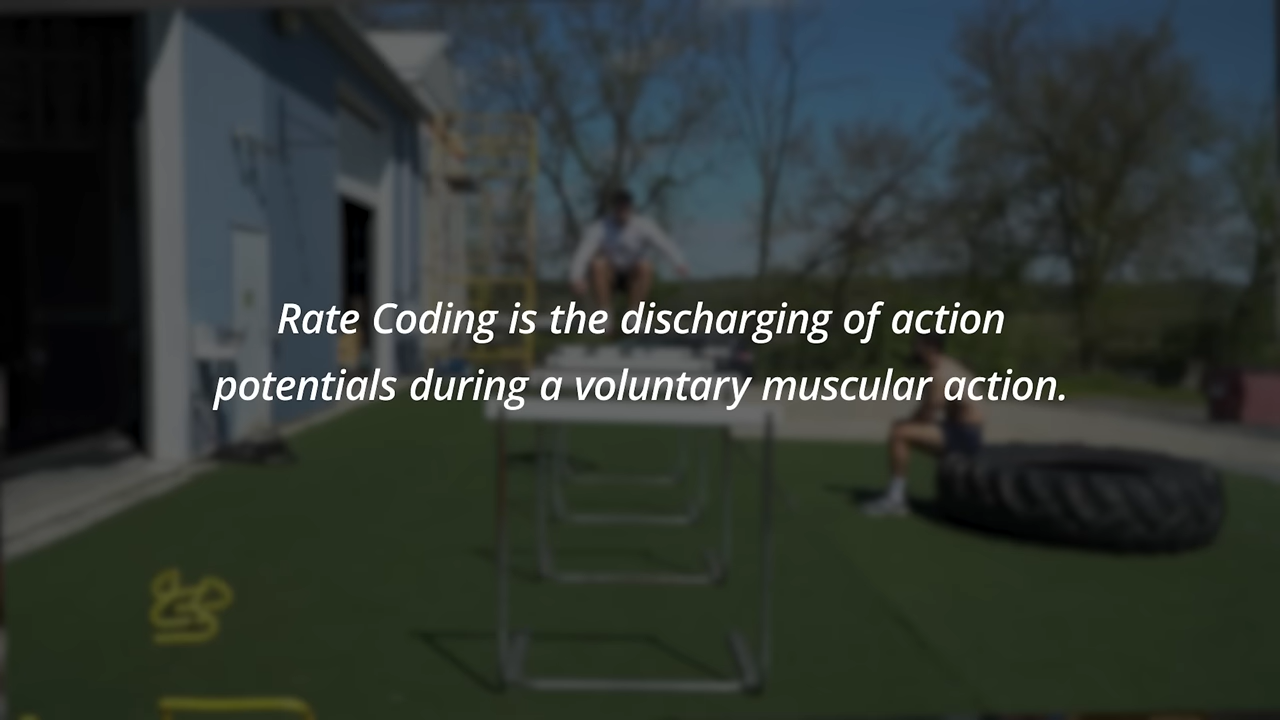 Rate Coding is the discharging of action
potentials during a voluntary muscular action.